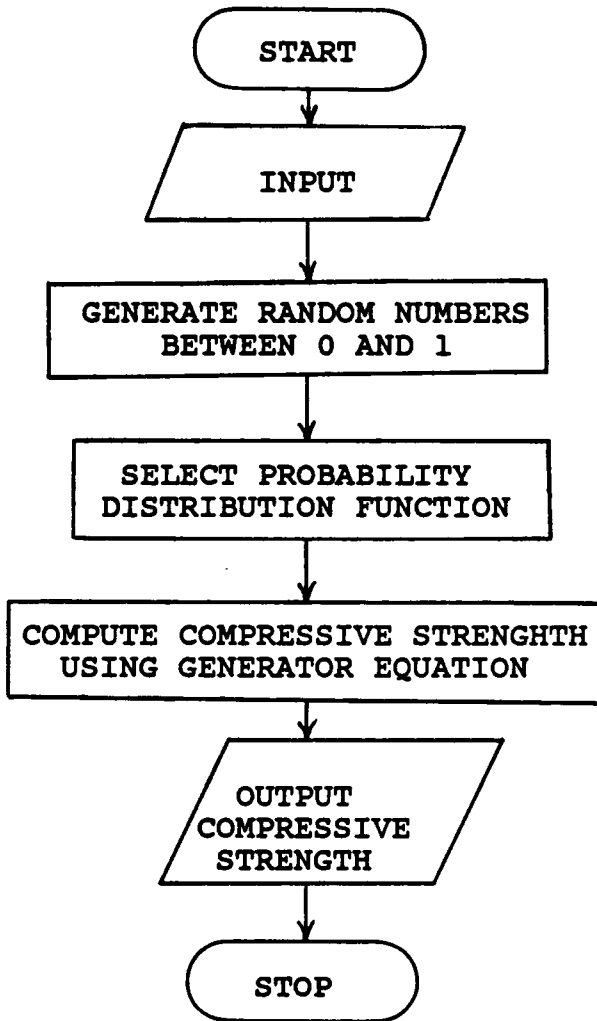 START
INPUT
GENERATE RANDOM NUMBERS
BETWEEN 0 AND 1
SELECT PROBABILITY
DISTRIBUTION FUNCTION
COMPUTE COMPRESSIVE STRENGHTH
USING GENERATOR EQUATION
OUTPUT
COMPRESSIVE
STRENGTH
STOP